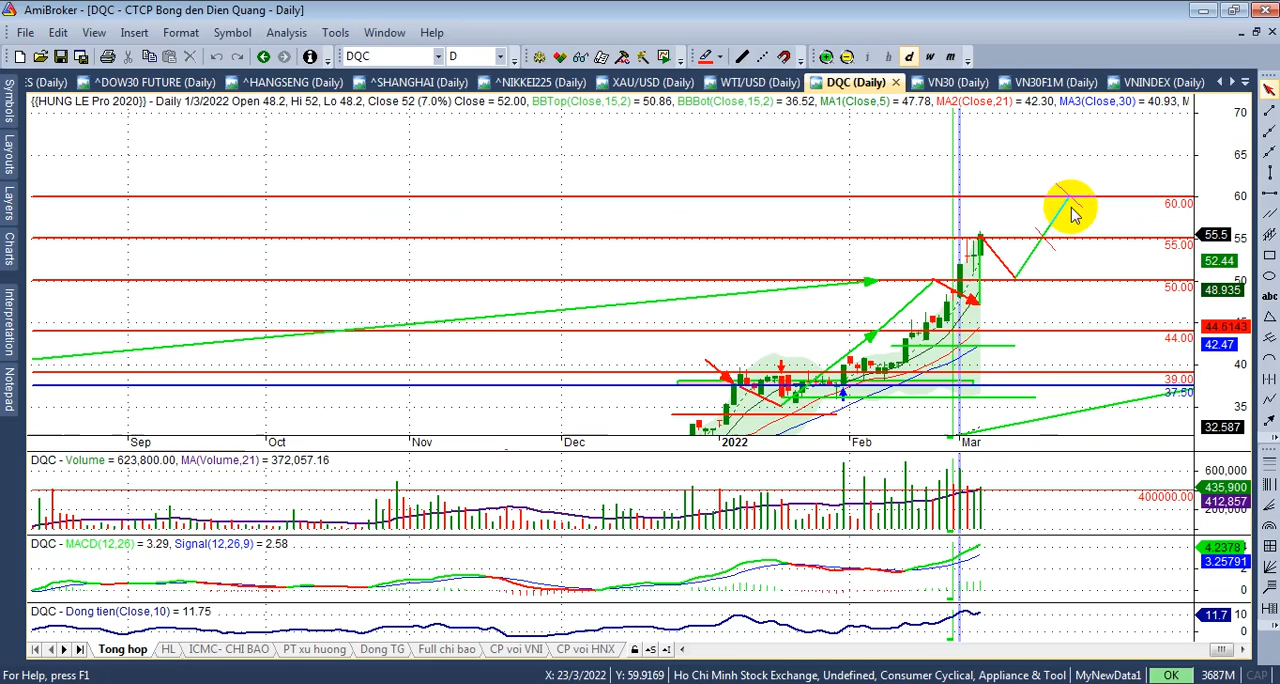 AmiBroker - [DQC - CTCP Bong den Dien Quang - Daily]
File Edit View Insert Format Symbol Analysis Tools Window Help
DQC D i h d w m
S (Daily) ^DOW30 FUTURE (Daily) ^HANGSENG (Daily) ^SHANGHAI (Daily) ^NIKKEI225 (Daily) XAU/USD (Daily) WTI/USD (Daily) DQC (Daily) VN30 (Daily) VN30F1M (Daily) VNINDEX (Daily)
{{HUNG LE Pro 2020}} - Daily 1/3/2022 Open 48.2, Hi 52, Lo 48.2, Close 52 (7.0%) Close = 52.00, BBTop(Close,15,2) = 50.86, BBBot(Close,15,2) = 36.52, MA1(Close,5) = 47.78, MA2(Close,21) = 42.30, MA3(Close,30) = 40.93, M
Symbols
Layouts
Layers
Charts
Interpretation
Notepad
70
65
60
60.00
55.5
55
55.00
52.44
50
50.00
48.935
45
44.6143
44.00
42.47
40
39.00
37.50
35
32.587
Sep Oct Nov Dec 2022 Feb Mar
DQC - Volume = 623,800.00, MA(Volume,21) = 372,057.16
600,000
435,900
400000.00
412,857
200,000
DQC - MACD(12,26) = 3.29, Signal(12,26,9) = 2.58
4.2378
3.25791
2
0
DQC - Dong tien(Close,10) = 11.75
11.7
10
0
Tong hop HL ICMC- CHI BAO PT xu huong Dong TG Full chi bao CP voi VNI CP voi HNX
abc
For Help, press F1 X: 23/3/2022 Y: 59.9169 Ho Chi Minh Stock Exchange, Undefined, Consumer Cyclical, Appliance & Tool MyNewData1 OK 3687M CAP